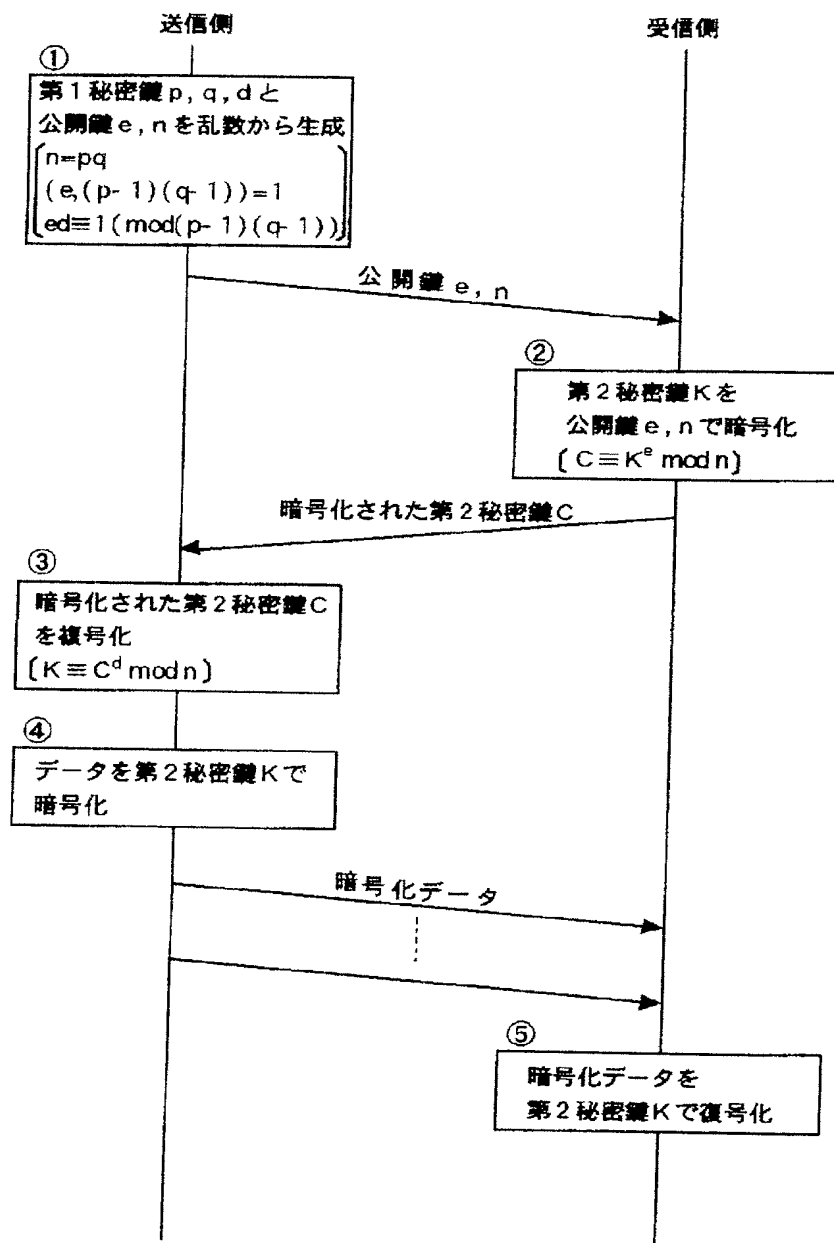 送信側
受信側
①
第1秘密鍵p,q,dと
公開鍵e,nを乱数から生成
n=pq
(e,(p-1)(q-1))=1
ed≡1(mod(p-1)(q-1))
公開鍵e,n
②
第2秘密鍵Kを
公開鍵e,nで暗号化
〔C≡K^e mod n〕
暗号化された第2秘密鍵C
③
暗号化された第2秘密鍵C
を復号化
〔K≡C^d mod n〕
④
データを第2秘密鍵Kで
暗号化
暗号化データ
⑤
暗号化データを
第2秘密鍵Kで復号化